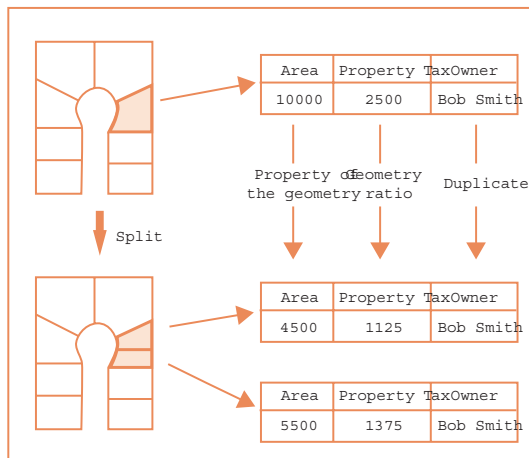 Area Property Tax Owner
10000 2500 Bob Smith
Property of Geometry
the geometry ratio Duplicate
Split
Area Property Tax Owner
4500 1125 Bob Smith
Area Property Tax Owner
5500 1375 Bob Smith